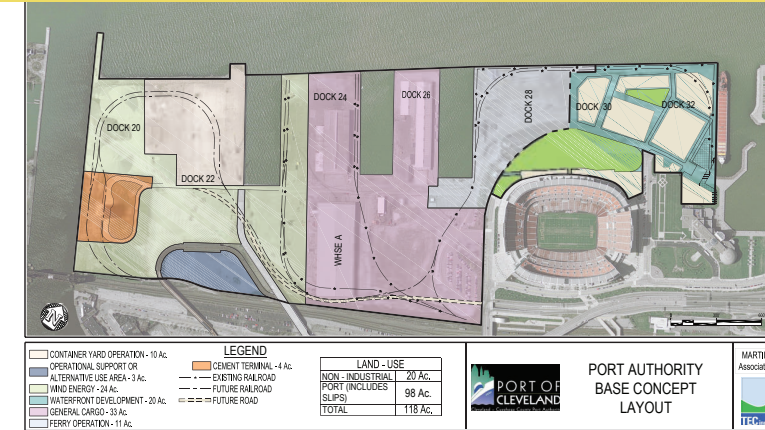 DOCK 20
DOCK 22
DOCK 24
DOCK 26
DOCK 28
DOCK 30
DOCK 32
WHSE A
LEGEND
CONTAINER YARD OPERATION - 10 Ac.
OPERATIONAL SUPPORT OR
ALTERNATIVE USE AREA - 3 Ac.
WIND ENERGY - 24 Ac.
WATERFRONT DEVELOPMENT - 20 Ac.
GENERAL CARGO - 33 Ac.
FERRY OPERATION - 11 Ac.
CEMENT TERMINAL - 4 Ac.
EXISTING RAILROAD
FUTURE RAILROAD
FUTURE ROAD
LAND - USE
NON - INDUSTRIAL 20 Ac.
PORT (INCLUDES
SLIPS) 98 Ac.
TOTAL 118 Ac.
PORT OF
CLEVELAND
PORT AUTHORITY
BASE CONCEPT
LAYOUT
MARTI
Associat
TEC